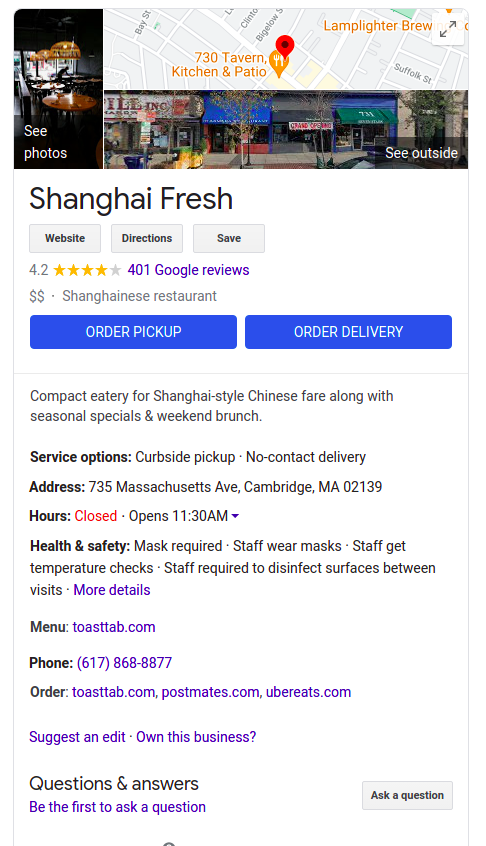 Bay St
Clinto
Bigelow S
Lamplighter Brewing
730 Tavern,
Kitchen & Patio
Suffolk St
GRAND OPENING
731
See
photos
See outside
Shanghai Fresh
Website
Directions
Save
4.2 401 Google reviews
$$ · Shanghainese restaurant
ORDER PICKUP
ORDER DELIVERY
Compact eatery for Shanghai-style Chinese fare along with
seasonal specials & weekend brunch.
Service options: Curbside pickup · No-contact delivery
Address: 735 Massachusetts Ave, Cambridge, MA 02139
Hours: Closed · Opens 11:30AM
Health & safety: Mask required · Staff wear masks · Staff get
temperature checks · Staff required to disinfect surfaces between
visits · More details
Menu: toasttab.com
Phone: (617) 868-8877
Order: toasttab.com, postmates.com, ubereats.com
Suggest an edit · Own this business?
Questions & answers
Be the first to ask a question
Ask a question